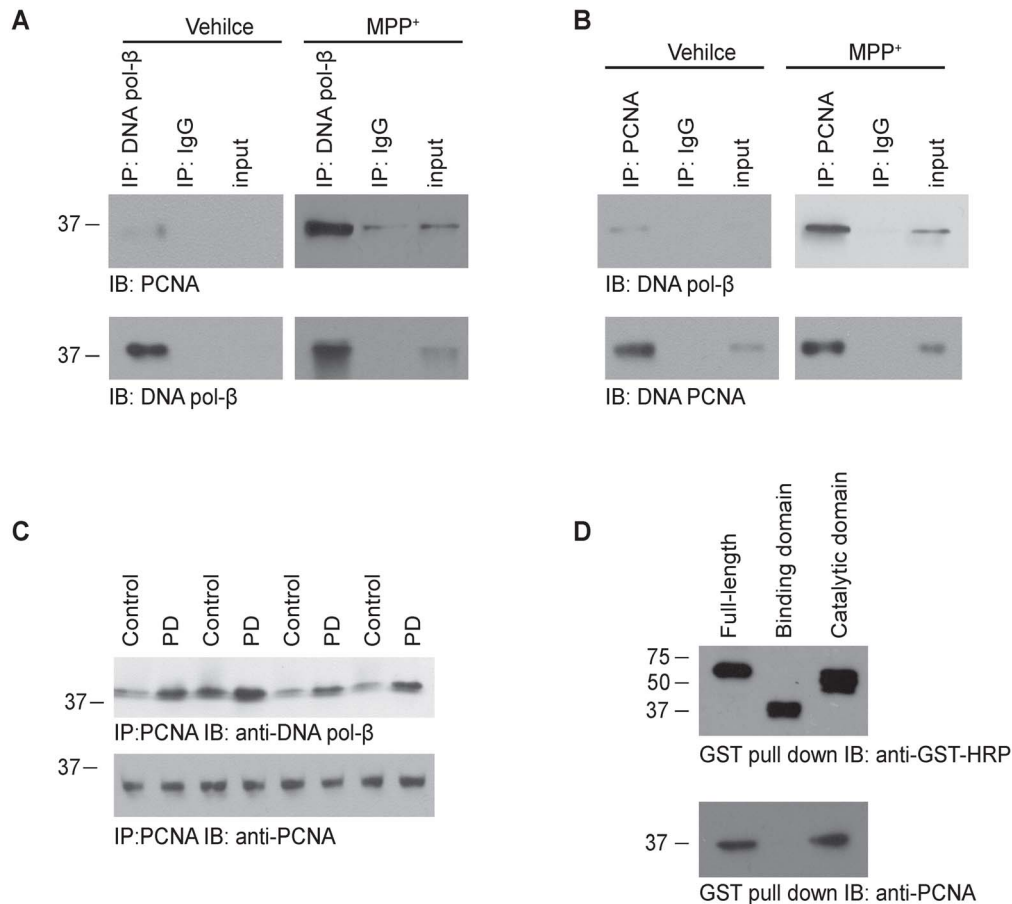 A
Vehilce
MPP⁺
IP: DNA pol-β
IP: IgG
input
IP: DNA pol-β
IP: IgG
input
37
IB: PCNA
37
IB: DNA pol-β
B
Vehilce
MPP⁺
IP: PCNA
IP: IgG
input
IP: PCNA
IP: IgG
input
IB: DNA pol-β
IB: DNA PCNA
C
Control
PD
Control
PD
Control
PD
Control
PD
37
IP:PCNA IB: anti-DNA pol-β
37
IP:PCNA IB: anti-PCNA
D
Full-length
Binding domain
Catalytic domain
75
50
37
GST pull down IB: anti-GST-HRP
37
GST pull down IB: anti-PCNA